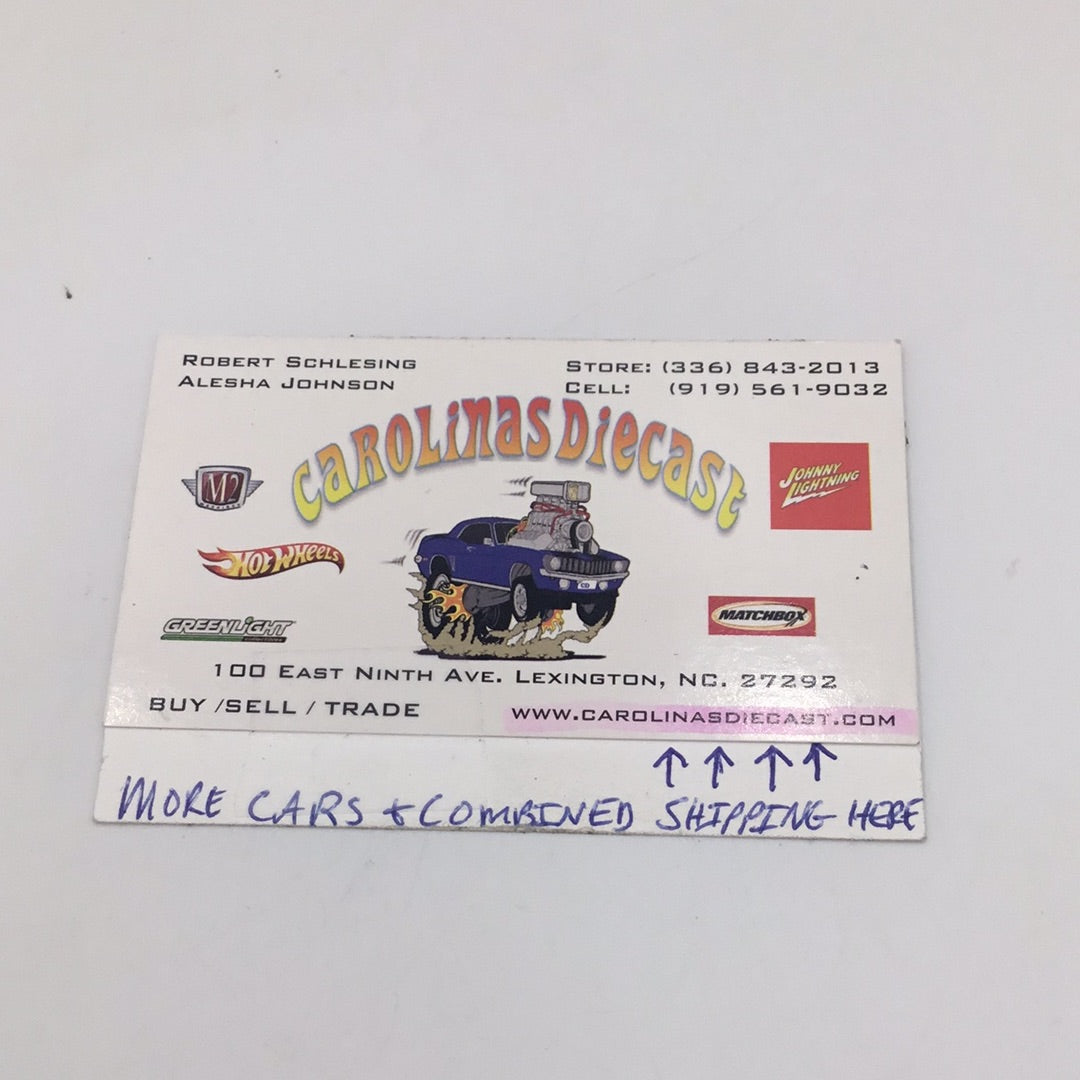 ROBERT SCHLESING
ALESHA JOHNSON
STORE: (336) 843-2013
CELL: (919) 561-9032
CAROLINAS DIECAST
M2
JOHNNY LIGHTNING
HOT WHEELS
GREENLIGHT
MATCHBOX
100 EAST NINTH AVE. LEXINGTON, NC. 27292
BUY /SELL / TRADE
WWW.CAROLINASDIECAST.COM
MORE CARS + COMBINED SHIPPING HERE